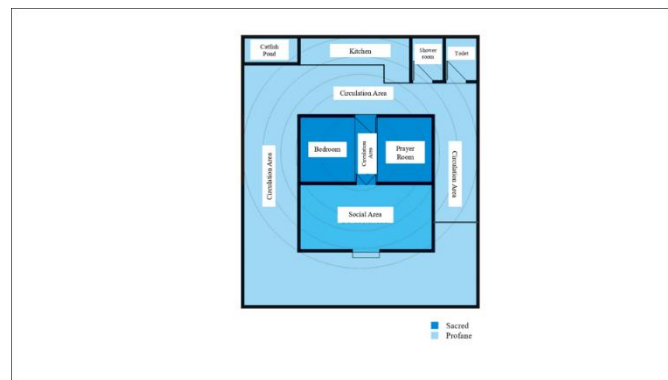 Catfish
Pond
Kitchen
Shower
room
Toilet
Circulation Area
Bedroom
Circulation
Area
Prayer
Room
Circulation Area
Circulation Area
Social Area
Sacred
Profane